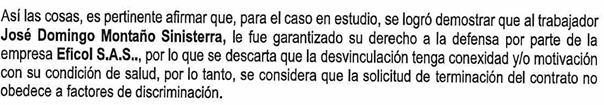 Así las cosas, es pertinente afirmar que, para el caso en estudio, se logró demostrar que al trabajador
José Domingo Montaño Sinisterra, le fue garantizado su derecho a la defensa por parte de la
empresa Eficol S.A.S.., por lo que se descarta que la desvinculación tenga conexidad y/o motivación
con su condición de salud, por lo tanto, se considera que la solicitud de terminación del contrato no
obedece a factores de discriminación.